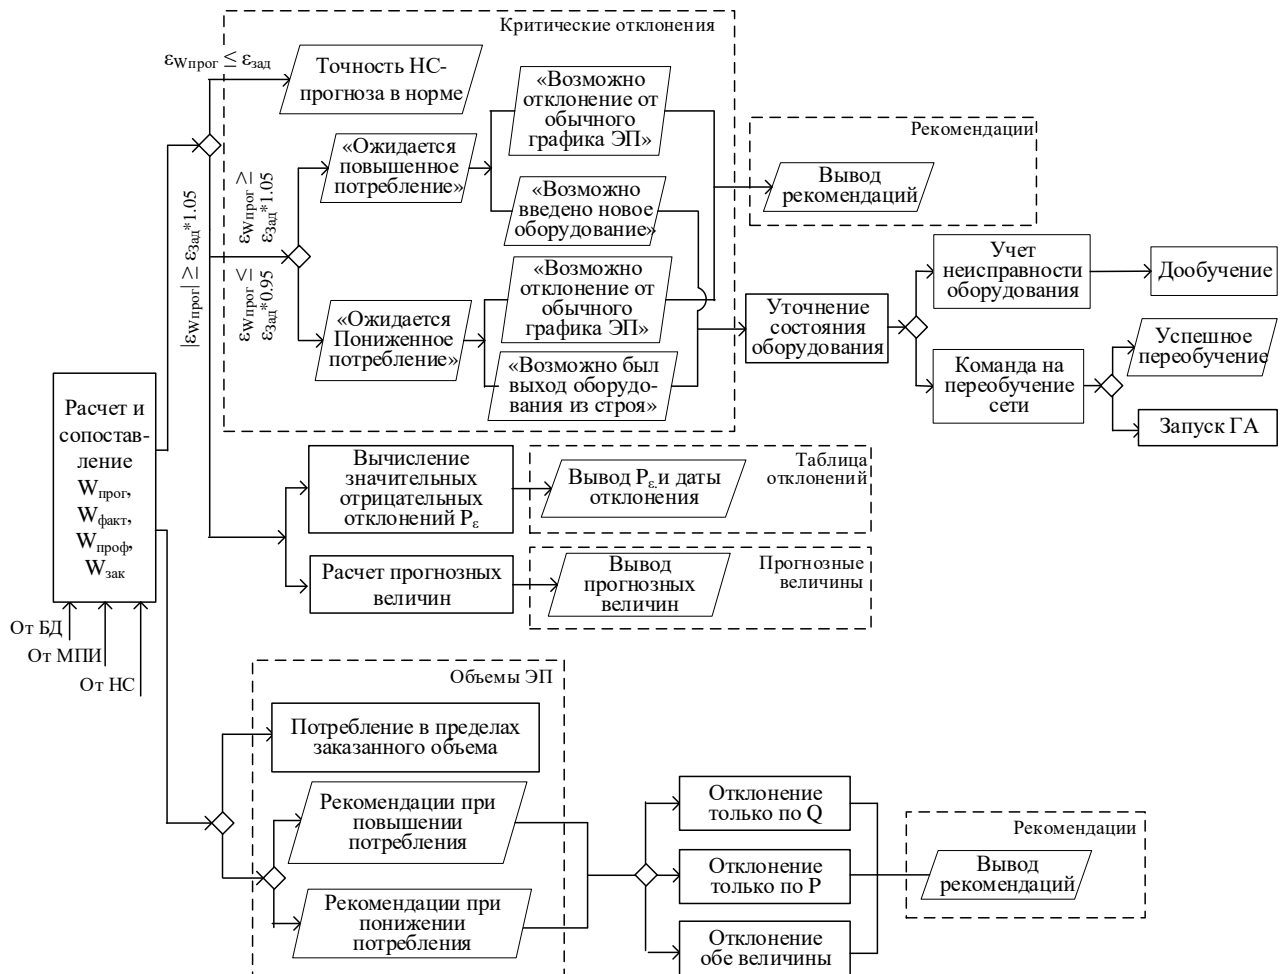 Критические отклонения
εWпрог ≤ εзад
Точность НС-
прогноза в норме
«Возможно
отклонение от
обычного
графика ЭП»
«Ожидается
повышенное
потребление»
«Возможно
введено новое
оборудование»
|εWпрог| ≥ εЗад*1.05
εWпрог ≥
εЗад*1.05
εWпрог ≤
εЗад*0.95
«Ожидается
Пониженное
потребление»
«Возможно
отклонение от
обычного
графика ЭП»
«Возможно был
выход оборудо-
вания из строя»
Рекомендации
Вывод
рекомендаций
Уточнение
состояния
оборудования
Учет
неисправности
оборудования
Дообучение
Команда на
переобучение
сети
Успешное
переобучение
Запуск ГА
Расчет и
сопостав-
ление
Wпрог,
Wфакт,
Wпроф,
Wзак
От БД
От МПИ
От НС
Вычисление
значительных
отрицательных
отклонений Pε
Таблица
отклонений
Вывод Pε.и даты
отклонения
Расчет прогнозных
величин
Прогнозные
величины
Вывод
прогнозных
величин
Объемы ЭП
Потребление в пределах
заказанного объема
Рекомендации при
повышении
потребления
Рекомендации при
понижении
потребления
Отклонение
только по Q
Отклонение
только по P
Отклонение
обе величины
Рекомендации
Вывод
рекомендаций